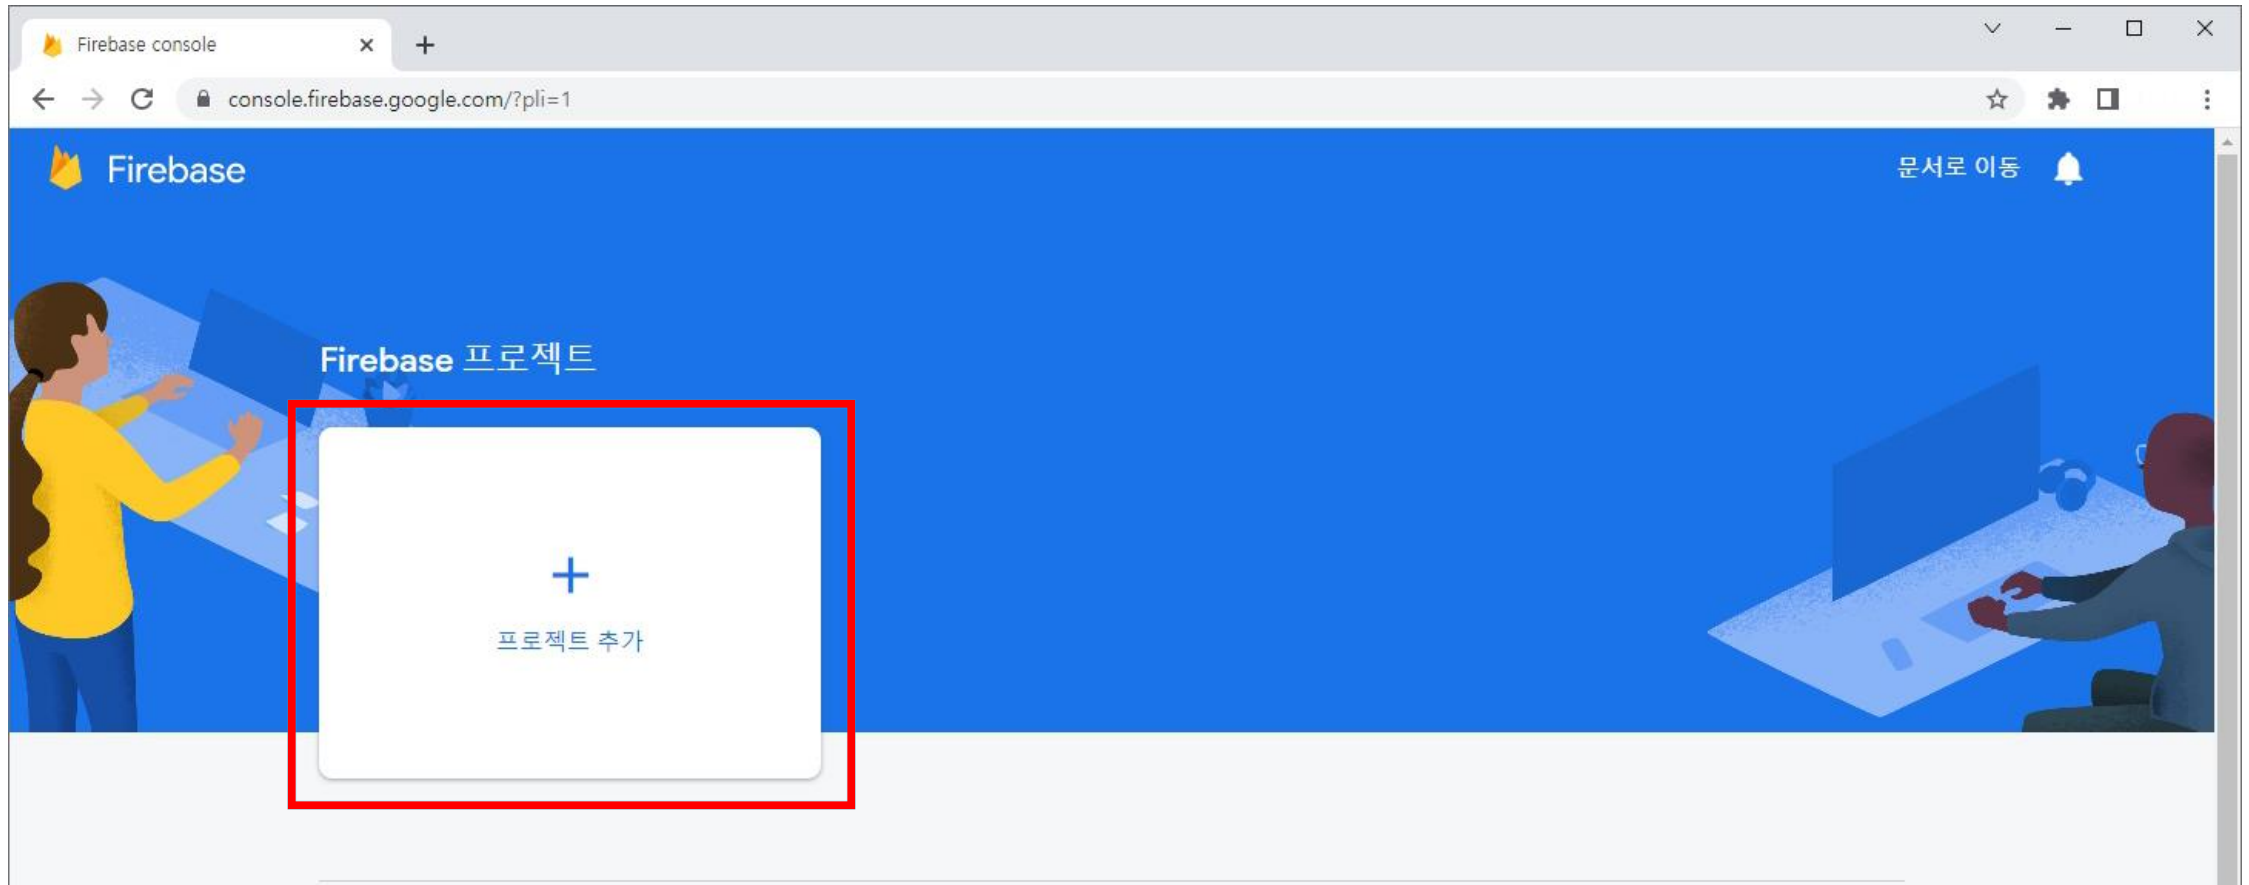 Firebase console
console.firebase.google.com/?pli=1
Firebase
문서로 이동
Firebase 프로젝트
프로젝트 추가